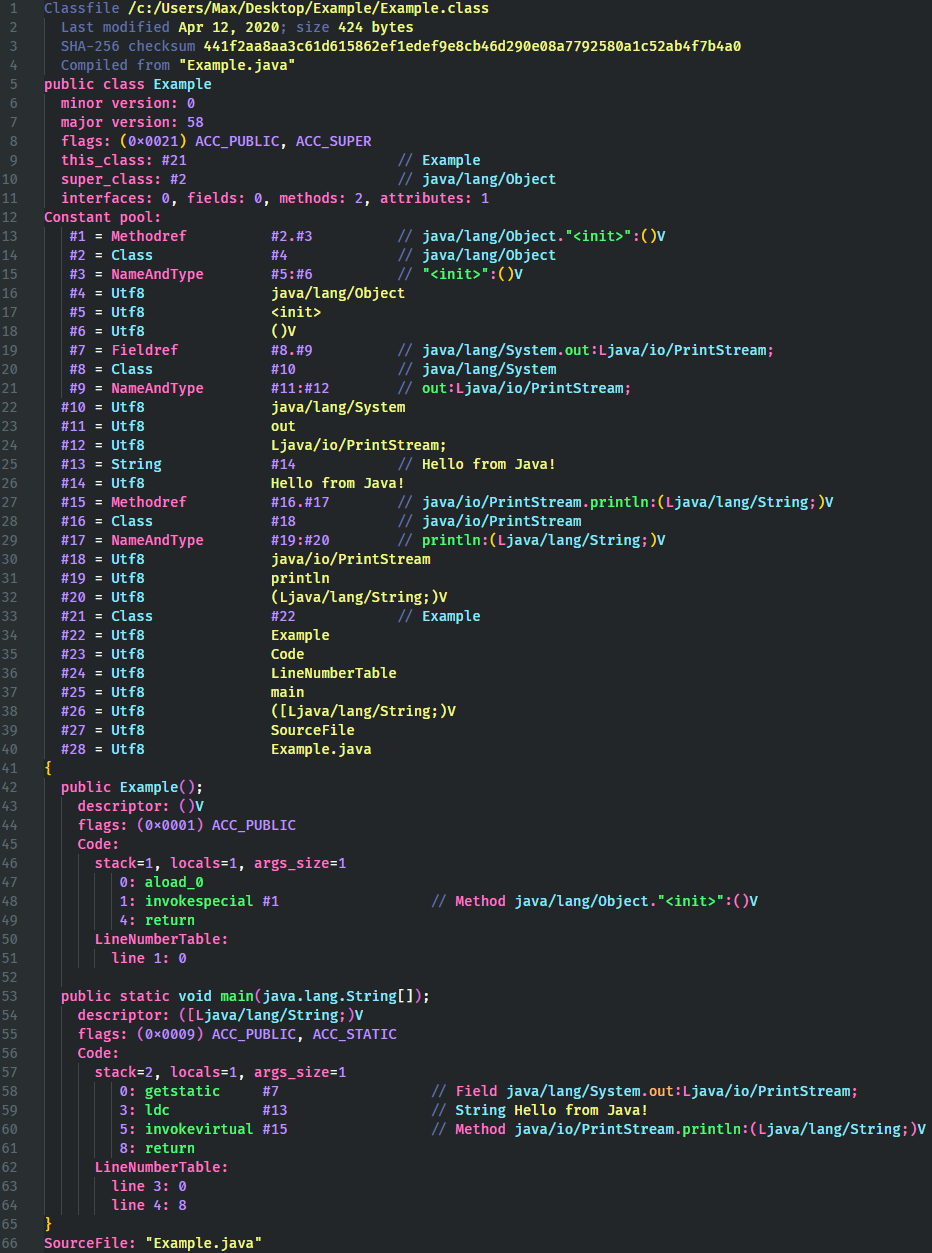 1 Classfile /c:/Users/Max/Desktop/Example/Example.class
2 Last modified Apr 12, 2020; size 424 bytes
3 SHA-256 checksum 441f2aa8aa3c61d615862ef1edef9e8cb46d290e08a7792580a1c52ab4f7b4a0
4 Compiled from "Example.java"
5 public class Example
6 minor version: 0
7 major version: 58
8 flags: (0x0021) ACC_PUBLIC, ACC_SUPER
9 this_class: #21 // Example
10 super_class: #2 // java/lang/Object
11 interfaces: 0, fields: 0, methods: 2, attributes: 1
12 Constant pool:
13 #1 = Methodref #2.#3 // java/lang/Object."<init>":()V
14 #2 = Class #4 // java/lang/Object
15 #3 = NameAndType #5:#6 // "<init>":()V
16 #4 = Utf8 java/lang/Object
17 #5 = Utf8 <init>
18 #6 = Utf8 ()V
19 #7 = Fieldref #8.#9 // java/lang/System.out:Ljava/io/PrintStream;
20 #8 = Class #10 // java/lang/System
21 #9 = NameAndType #11:#12 // out:Ljava/io/PrintStream;
22 #10 = Utf8 java/lang/System
23 #11 = Utf8 out
24 #12 = Utf8 Ljava/io/PrintStream;
25 #13 = String #14 // Hello from Java!
26 #14 = Utf8 Hello from Java!
27 #15 = Methodref #16.#17 // java/io/PrintStream.println:(Ljava/lang/String;)V
28 #16 = Class #18 // java/io/PrintStream
29 #17 = NameAndType #19:#20 // println:(Ljava/lang/String;)V
30 #18 = Utf8 java/io/PrintStream
31 #19 = Utf8 println
32 #20 = Utf8 (Ljava/lang/String;)V
33 #21 = Class #22 // Example
34 #22 = Utf8 Example
35 #23 = Utf8 Code
36 #24 = Utf8 LineNumberTable
37 #25 = Utf8 main
38 #26 = Utf8 ([Ljava/lang/String;)V
39 #27 = Utf8 SourceFile
40 #28 = Utf8 Example.java
41 {
42 public Example();
43 descriptor: ()V
44 flags: (0x0001) ACC_PUBLIC
45 Code:
46 stack=1, locals=1, args_size=1
47 0: aload_0
48 1: invokespecial #1 // Method java/lang/Object."<init>":()V
49 4: return
50 LineNumberTable:
51 line 1: 0
52
53 public static void main(java.lang.String[]);
54 descriptor: ([Ljava/lang/String;)V
55 flags: (0x0009) ACC_PUBLIC, ACC_STATIC
56 Code:
57 stack=2, locals=1, args_size=1
58 0: getstatic #7 // Field java/lang/System.out:Ljava/io/PrintStream;
59 3: ldc #13 // String Hello from Java!
60 5: invokevirtual #15 // Method java/io/PrintStream.println:(Ljava/lang/String;)V
61 8: return
62 LineNumberTable:
63 line 3: 0
64 line 4: 8
65 }
66 SourceFile: "Example.java"